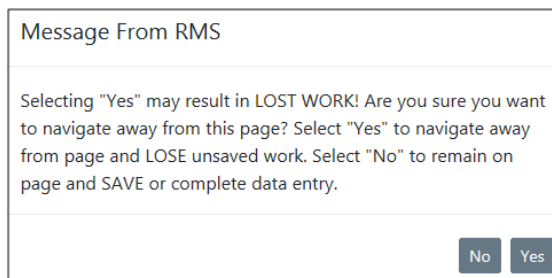 Message From RMS
Selecting "Yes" may result in LOST WORK! Are you sure you want
to navigate away from this page? Select "Yes" to navigate away
from page and LOSE unsaved work. Select "No" to remain on
page and SAVE or complete data entry.
No Yes